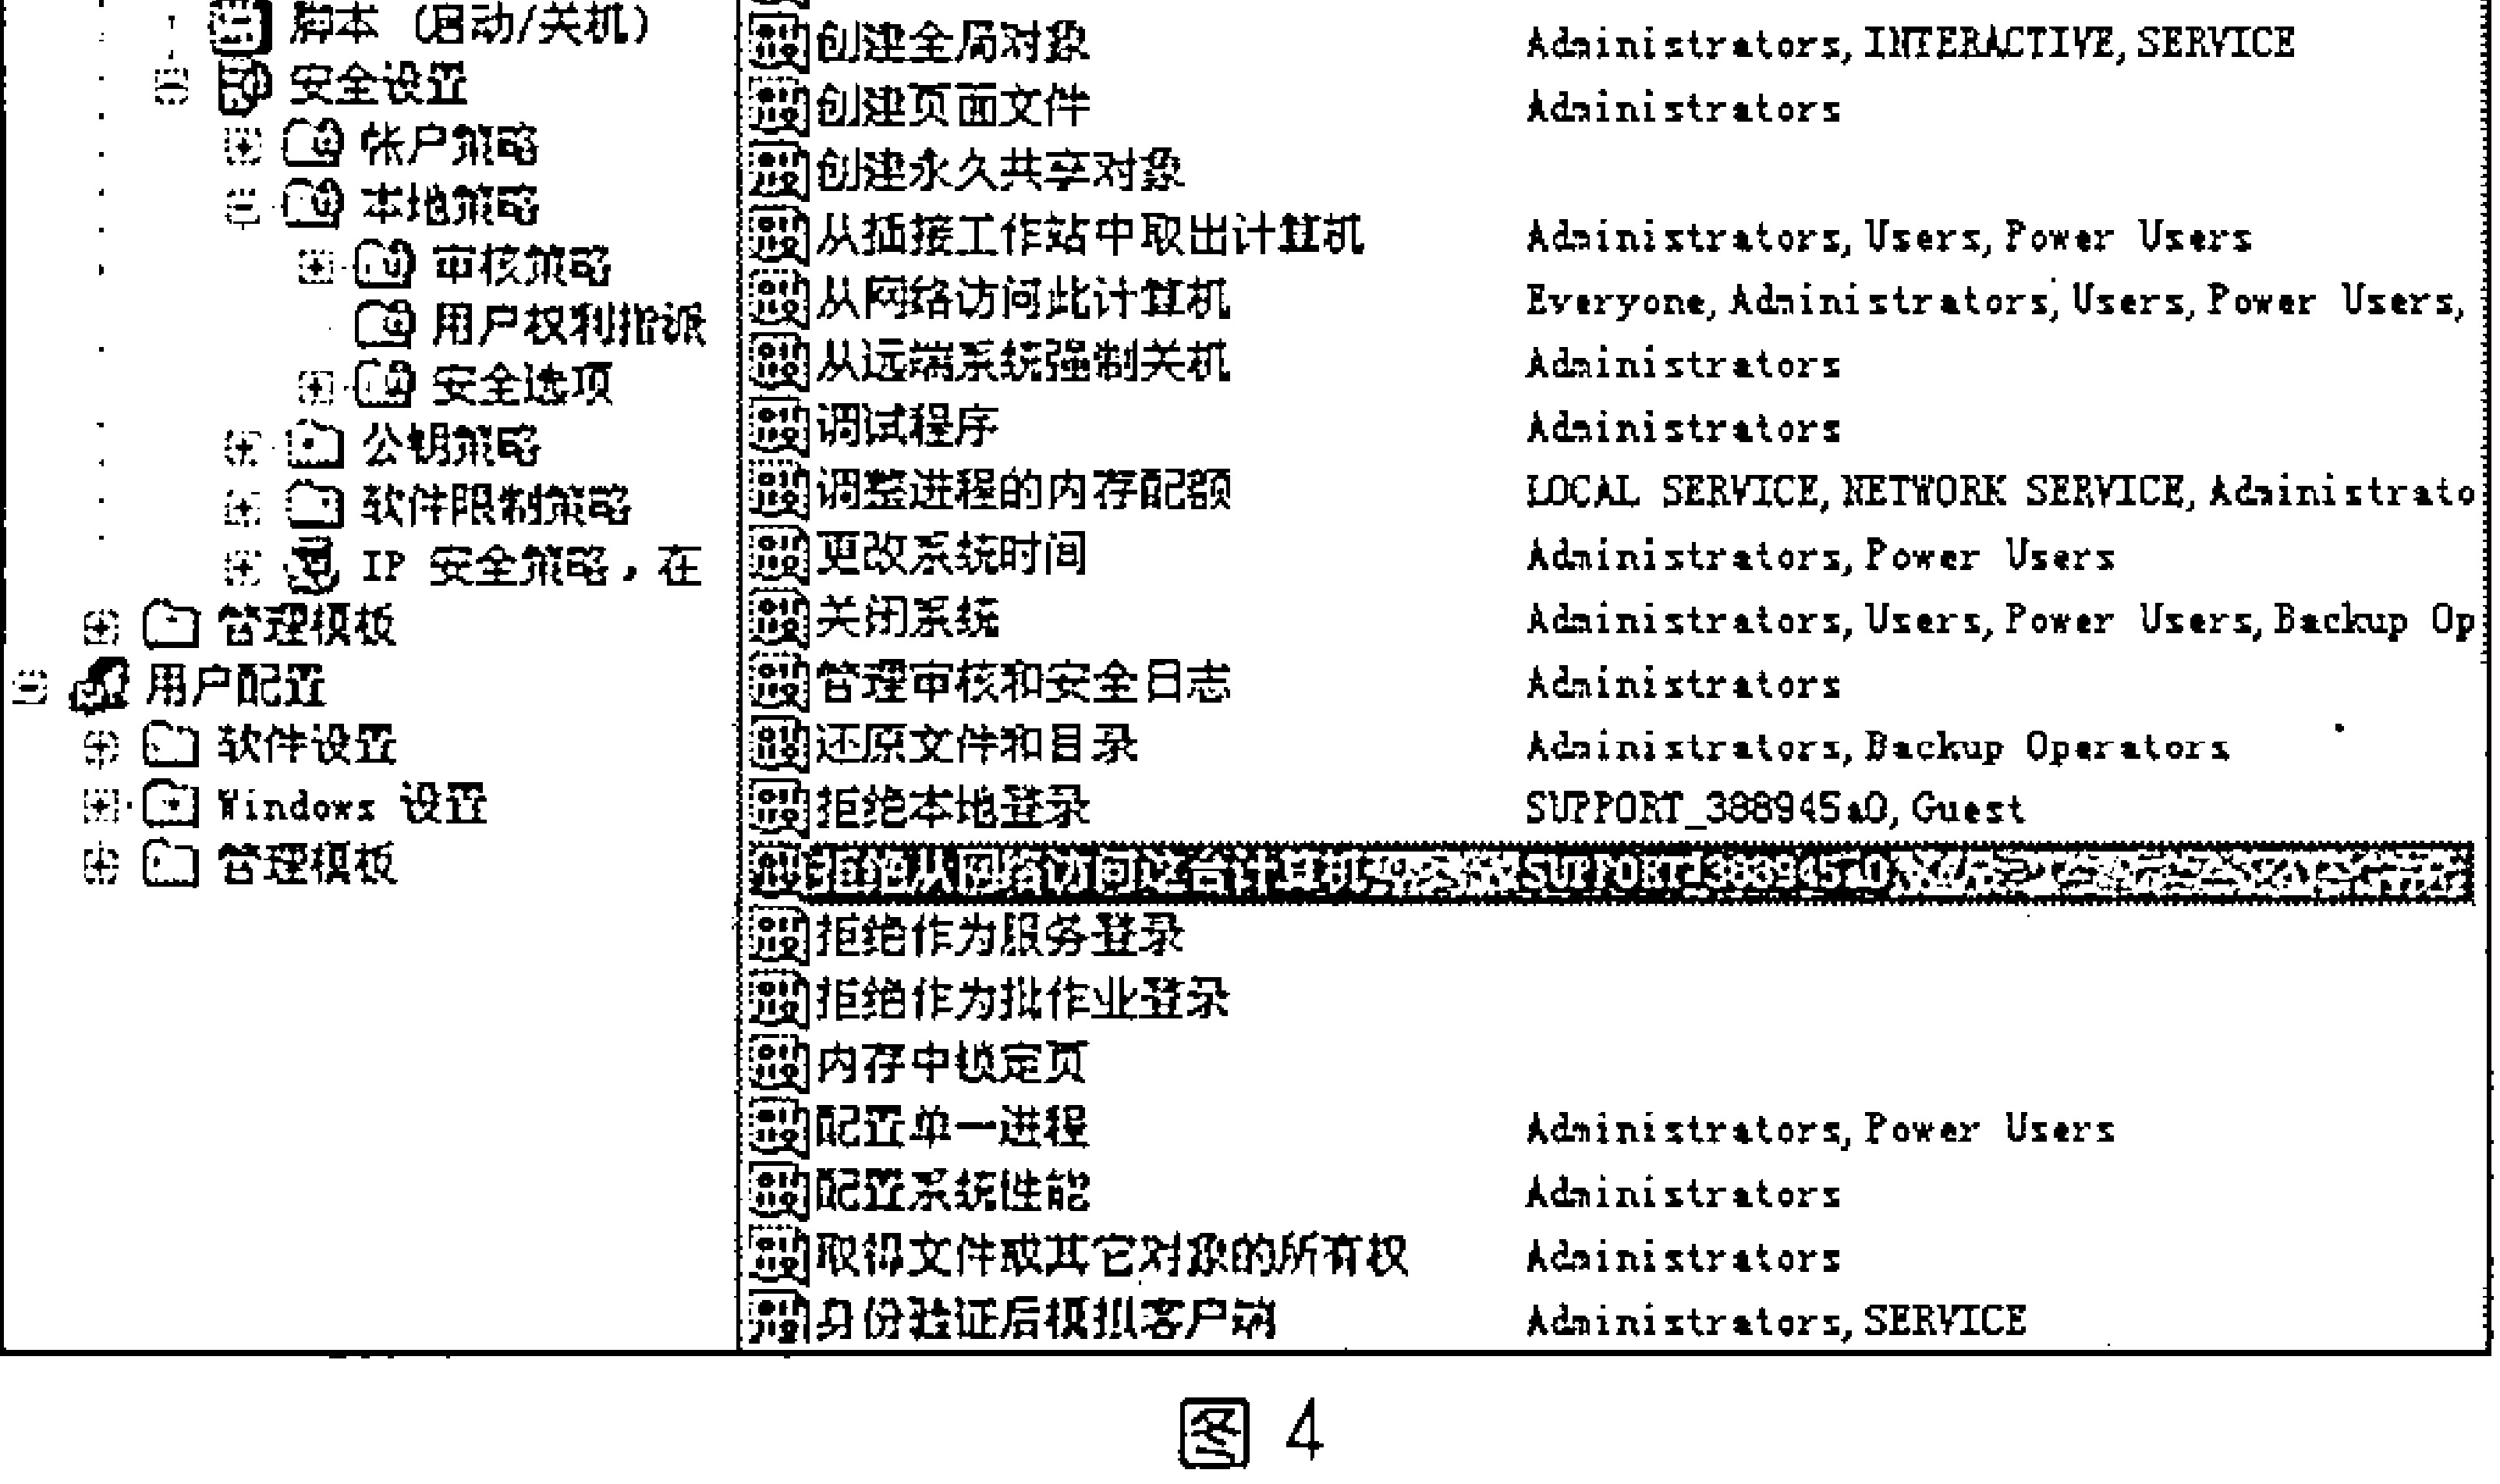 脚本 (启动/关机)
安全设置
帐户策略
本地策略
审核策略
用户权利指派
安全选项
公钥策略
软件限制策略
IP 安全策略，在
管理模板
用户配置
软件设置
Windows 设置
管理模板
创建全局对象 Administrators,INTERACTIVE,SERVICE
创建页面文件 Administrators
创建永久共享对象
从插接工作站中取出计算机 Administrators,Users,Power Users
从网络访问此计算机 Everyone,Administrators,Users,Power Users,
从远端系统强制关机 Administrators
调试程序 Administrators
调整进程的内存配额 LOCAL SERVICE,NETWORK SERVICE,Administrato
更改系统时间 Administrators,Power Users
关闭系统 Administrators,Users,Power Users,Backup Op
管理审核和安全日志 Administrators
还原文件和目录 Administrators,Backup Operators
拒绝本地登录 SUPPORT_388945a0,Guest
拒绝从网络访问这台计算机 SUPPORT_388945a0
拒绝作为服务登录
拒绝作为批作业登录
内存中锁定页
配置单一进程 Administrators,Power Users
配置系统性能 Administrators
取得文件或其它对象的所有权 Administrators
身份验证后模拟客户端 Administrators,SERVICE
图 4